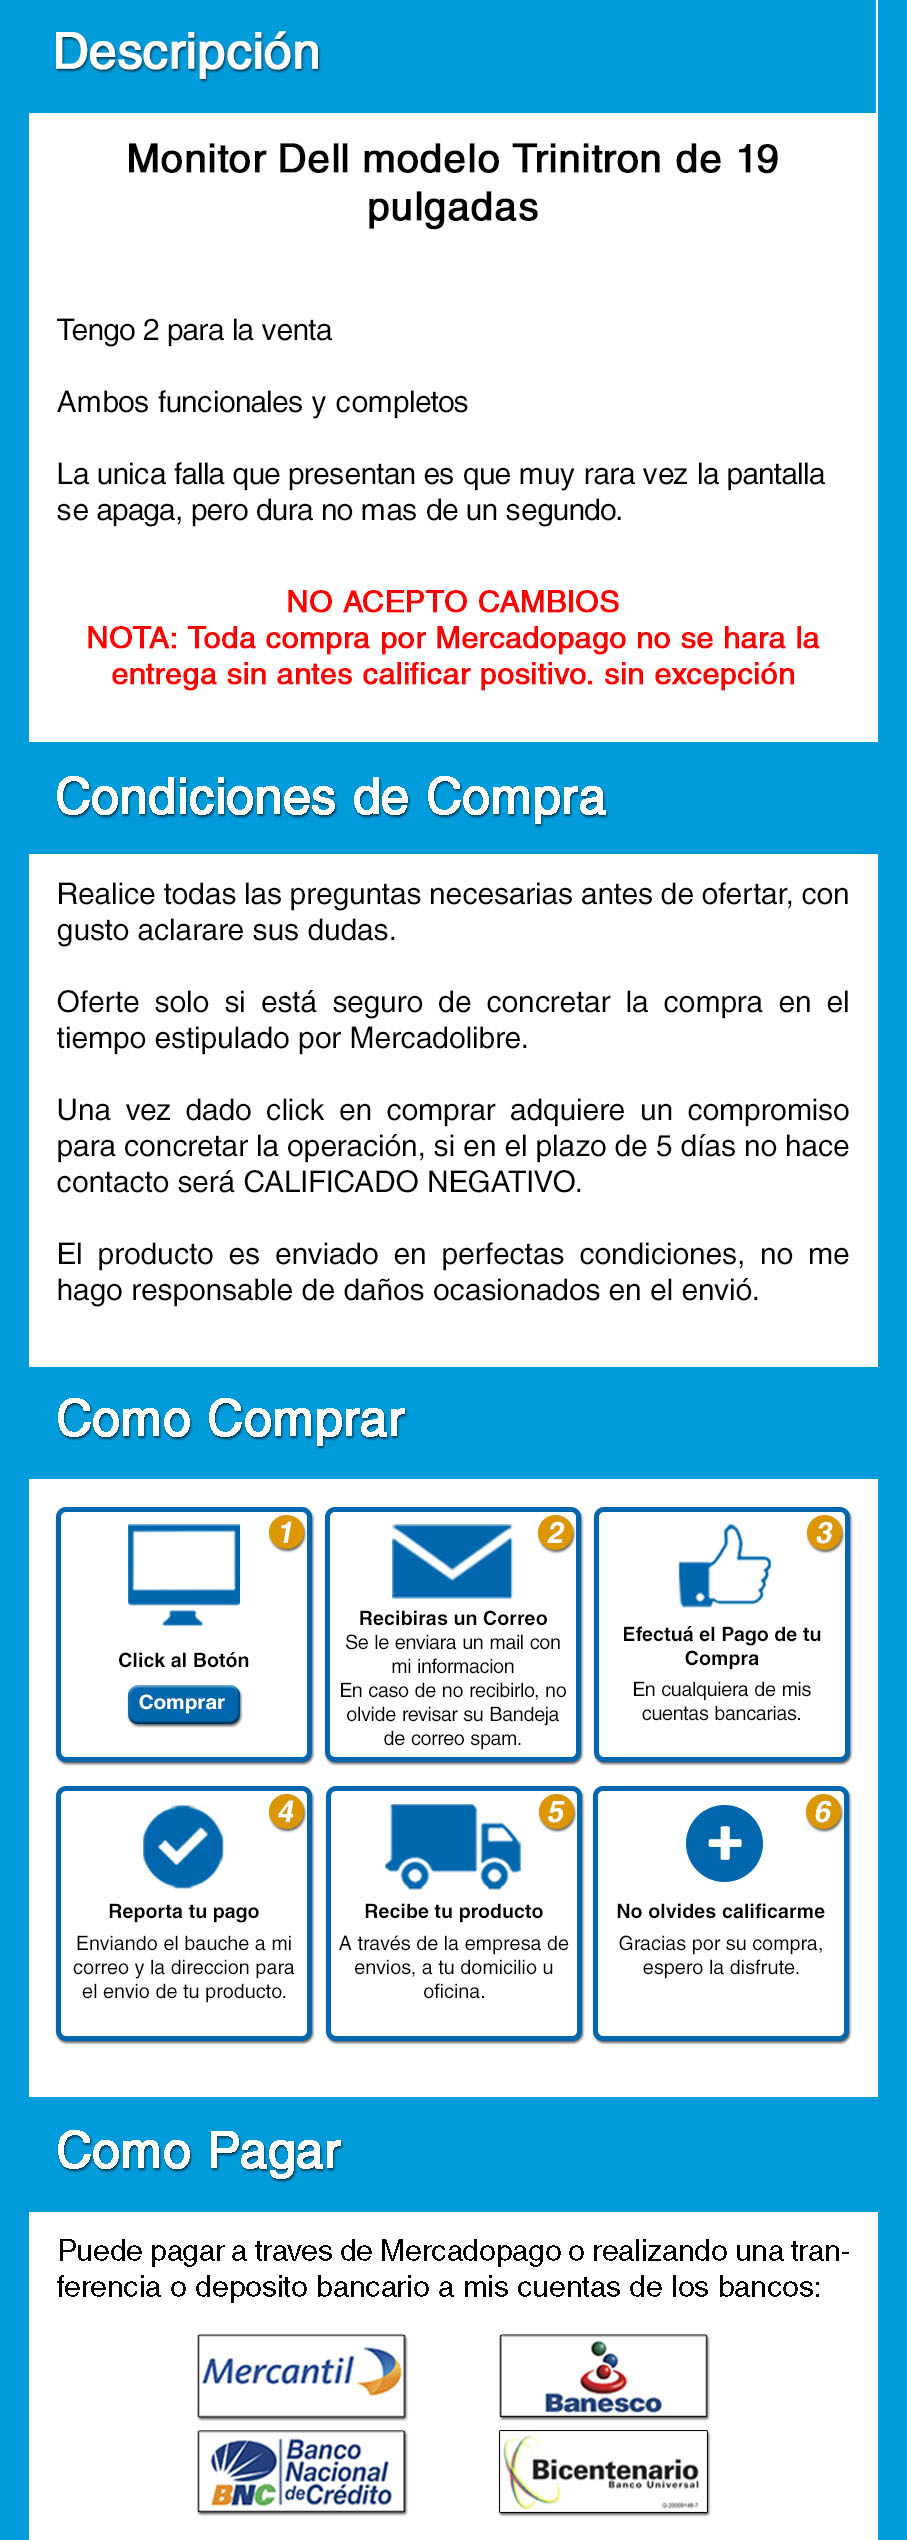 Descripción
Monitor Dell modelo Trinitron de 19
pulgadas
Tengo 2 para la venta
Ambos funcionales y completos
La unica falla que presentan es que muy rara vez la pantalla
se apaga, pero dura no mas de un segundo.
NO ACEPTO CAMBIOS
NOTA: Toda compra por Mercadopago no se hara la
entrega sin antes calificar positivo. sin excepción
Condiciones de Compra
Realice todas las preguntas necesarias antes de ofertar, con
gusto aclarare sus dudas.
Oferte solo si está seguro de concretar la compra en el
tiempo estipulado por Mercadolibre.
Una vez dado click en comprar adquiere un compromiso
para concretar la operación, si en el plazo de 5 días no hace
contacto será CALIFICADO NEGATIVO.
El producto es enviado en perfectas condiciones, no me
hago responsable de daños ocasionados en el envió.
Como Comprar
1
Click al Botón
Comprar
2
Recibiras un Correo
Se le enviara un mail con
mi informacion
En caso de no recibirlo, no
olvide revisar su Bandeja
de correo spam.
3
Efectuá el Pago de tu
Compra
En cualquiera de mis
cuentas bancarias.
4
Reporta tu pago
Enviando el bauche a mi
correo y la direccion para
el envio de tu producto.
5
Recibe tu producto
A través de la empresa de
envios, a tu domicilio u
oficina.
6
No olvides calificarme
Gracias por su compra,
espero la disfrute.
Como Pagar
Puede pagar a traves de Mercadopago o realizando una tran-
ferencia o deposito bancario a mis cuentas de los bancos:
Mercantil
Banesco
BNC
Banco
Nacional
de Crédito
Bicentenario
Banco Universal
G-20009148-7